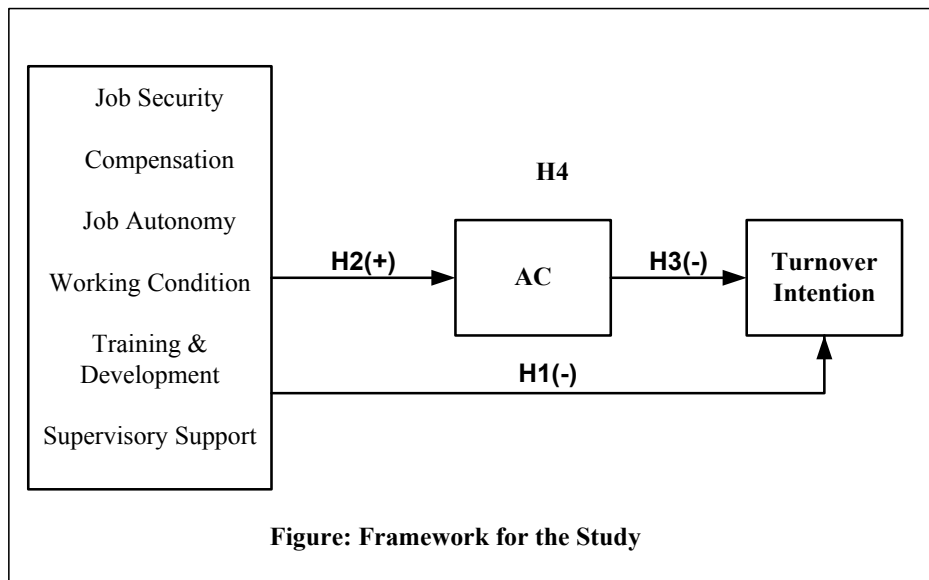 Job Security
Compensation
Job Autonomy
Working Condition
Training &
Development
Supervisory Support
H2(+)
H4
AC
H3(-)
Turnover
Intention
H1(-)
Figure: Framework for the Study